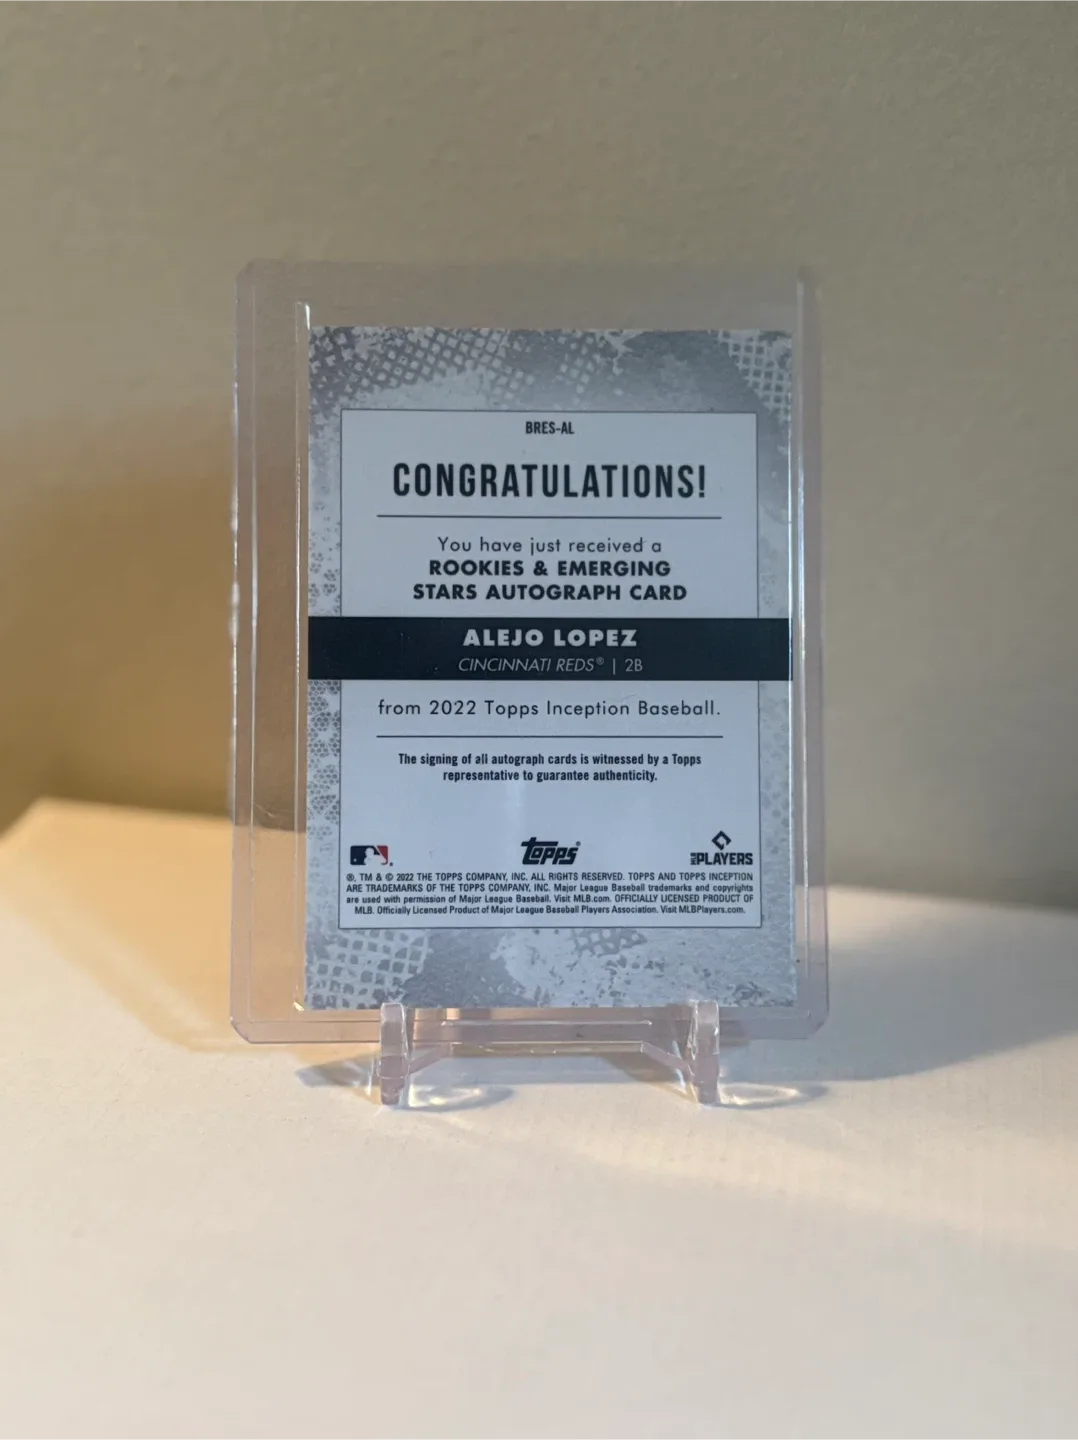 BRES-AL
CONGRATULATIONS!
You have just received a
ROOKIES & EMERGING
STARS AUTOGRAPH CARD
ALEJO LOPEZ
CINCINNATI REDS® | 2B
from 2022 Topps Inception Baseball.
The signing of all autograph cards is witnessed by a Topps
representative to guarantee authenticity.
topps®
MLB PLAYERS
®, TM & © 2022 THE TOPPS COMPANY, INC. ALL RIGHTS RESERVED. TOPPS AND TOPPS INCEPTION
ARE TRADEMARKS OF THE TOPPS COMPANY, INC. Major League Baseball trademarks and copyrights
are used with permission of Major League Baseball. Visit MLB.com. OFFICIALLY LICENSED PRODUCT OF
MLB. Officially Licensed Product of Major League Baseball Players Association. Visit MLBPlayers.com.